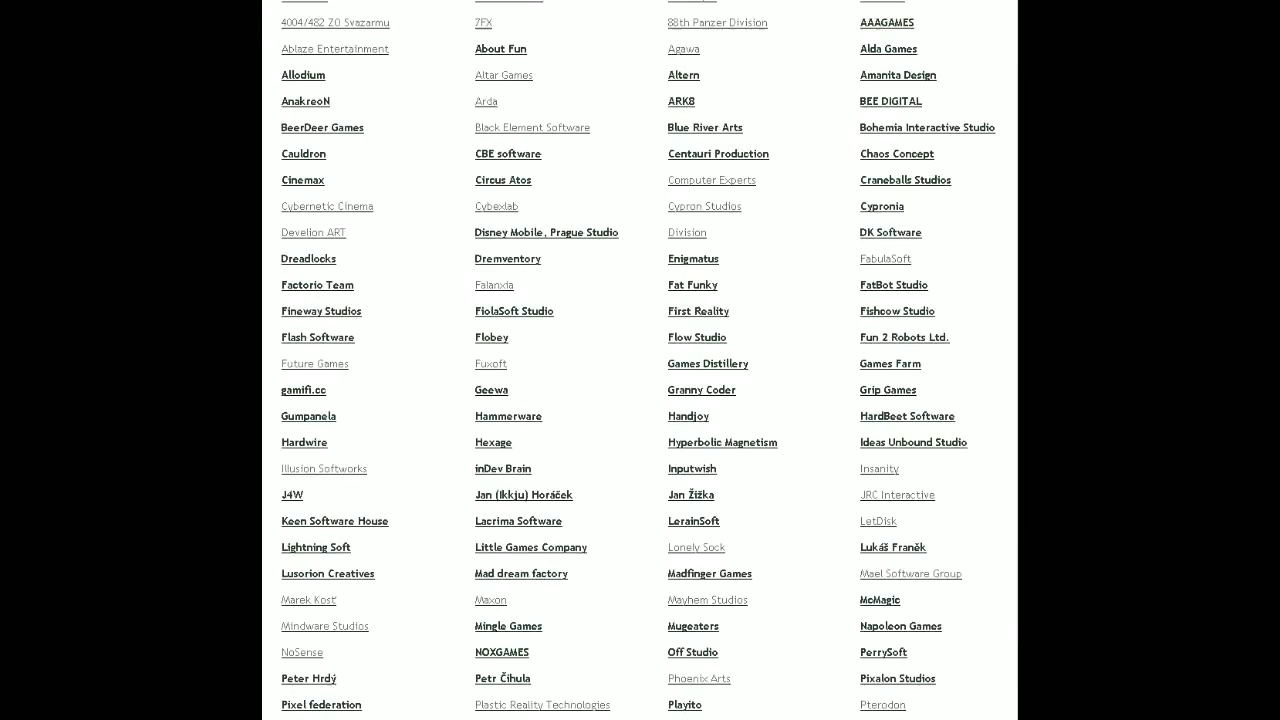 4004/482 ZO Svazarmu 7FX 88th Panzer Division AAAGAMES
Ablaze Entertainment About Fun Agawa Alda Games
Allodium Altar Games Altern Amanita Design
AnakreoN Arda ARK8 BEE DIGITAL
BeerDeer Games Black Element Software Blue River Arts Bohemia Interactive Studio
Cauldron CBE software Centauri Production Chaos Concept
Cinemax Circus Atos Computer Experts Craneballs Studios
Cybernetic Cinema Cybexlab Cypron Studios Cypronia
Develion ART Disney Mobile, Prague Studio Division DK Software
Dreadlocks Dremventory Enigmatus FabulaSoft
Factorio Team Falanxia Fat Funky FatBot Studio
Fineway Studios FiolaSoft Studio First Reality Fishcow Studio
Flash Software Flobey Flow Studio Fun 2 Robots Ltd.
Future Games Fuxoft Games Distillery Games Farm
gamifi.cc Geewa Granny Coder Grip Games
Gumpanela Hammerware Handjoy HardBeet Software
Hardwire Hexage Hyperbolic Magnetism Ideas Unbound Studio
Illusion Softworks inDev Brain Inputwish Insanity
J4W Jan (Ikkju) Horáček Jan Žižka JRC Interactive
Keen Software House Lacrima Software LerainSoft LetDisk
Lightning Soft Little Games Company Lonely Sock Lukáš Franěk
Lusorion Creatives Mad dream factory Madfinger Games Mael Software Group
Marek Kosť Maxon Mayhem Studios McMagic
Mindware Studios Mingle Games Mugeaters Napoleon Games
NoSense NOXGAMES Off Studio PerrySoft
Peter Hrdý Petr Čihula Phoenix Arts Pixalon Studios
Pixel federation Plastic Reality Technologies Playito Pterodon